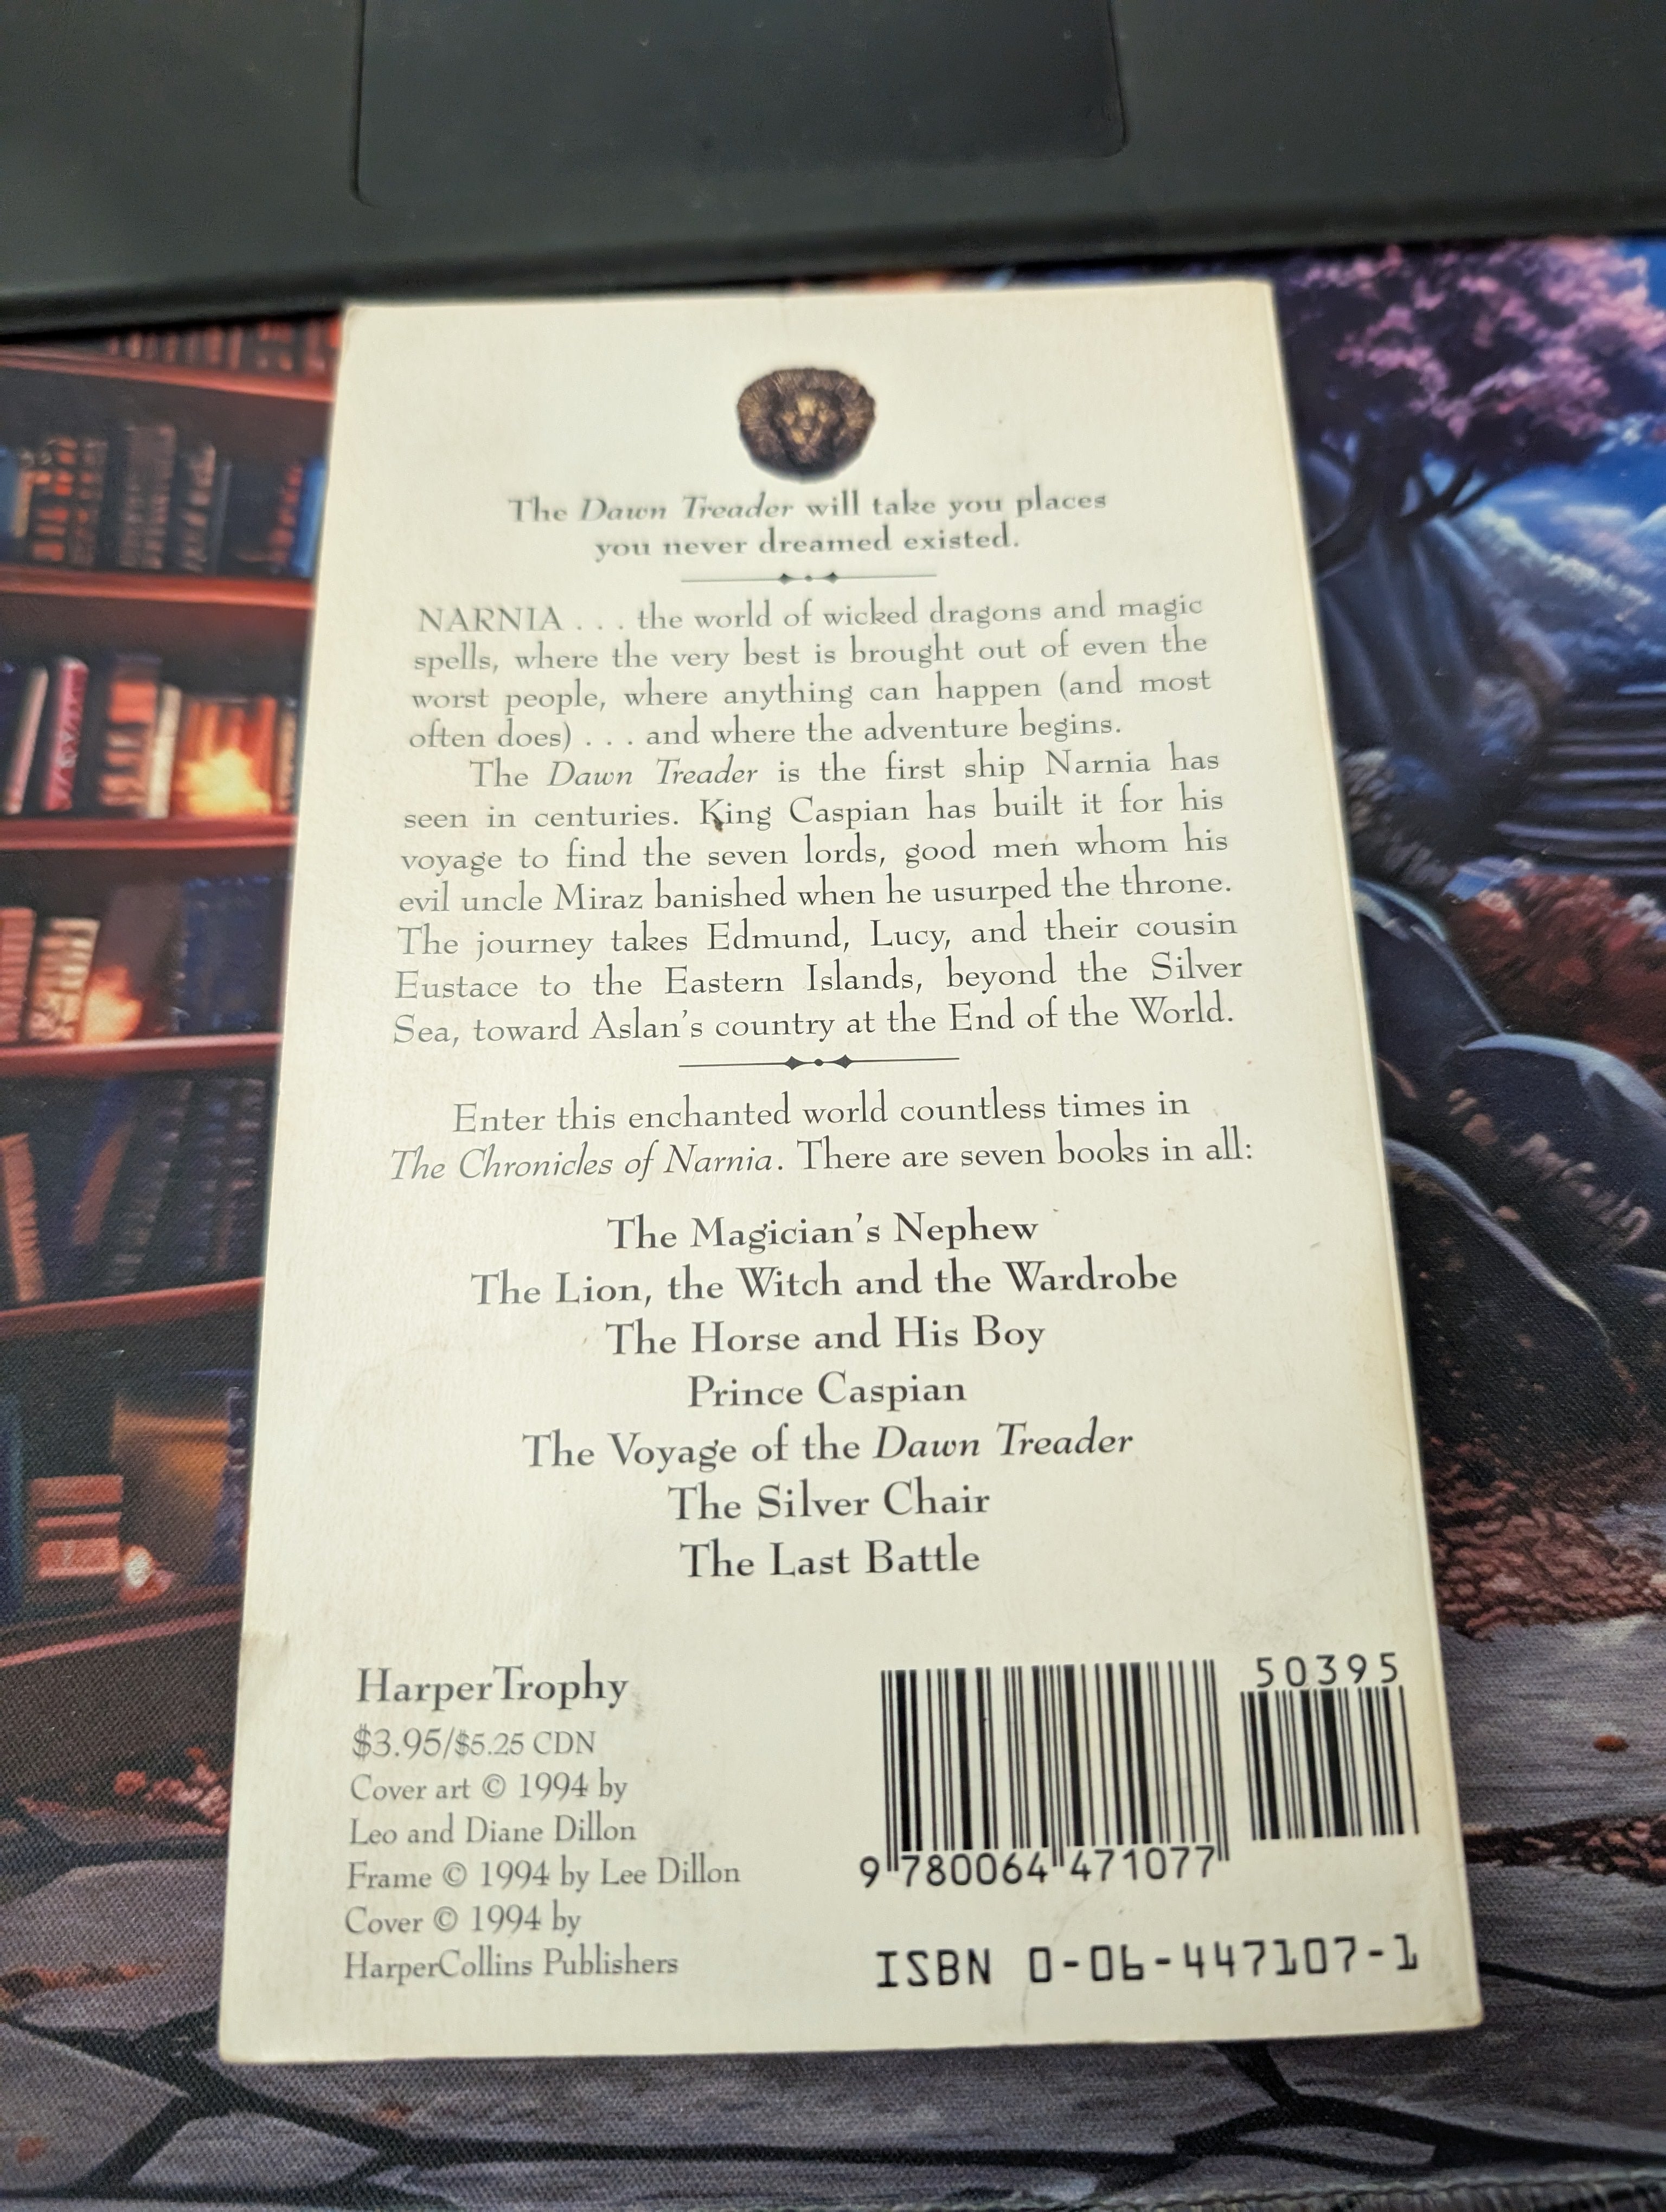 The Dawn Treader will take you places
you never dreamed existed.
NARNIA . . . the world of wicked dragons and magic
spells, where the very best is brought out of even the
worst people, where anything can happen (and most
often does) . . . and where the adventure begins.
The Dawn Treader is the first ship Narnia has
seen in centuries. King Caspian has built it for his
voyage to find the seven lords, good men whom his
evil uncle Miraz banished when he usurped the throne.
The journey takes Edmund, Lucy, and their cousin
Eustace to the Eastern Islands, beyond the Silver
Sea, toward Aslan's country at the End of the World.
Enter this enchanted world countless times in
The Chronicles of Narnia. There are seven books in all:
The Magician's Nephew
The Lion, the Witch and the Wardrobe
The Horse and His Boy
Prince Caspian
The Voyage of the Dawn Treader
The Silver Chair
The Last Battle
HarperTrophy
$3.95/$5.25 CDN
Cover art © 1994 by
Leo and Diane Dillon
Frame © 1994 by Lee Dillon
Cover © 1994 by
HarperCollins Publishers
50395
9 780064 471077
ISBN 0-06-447107-1